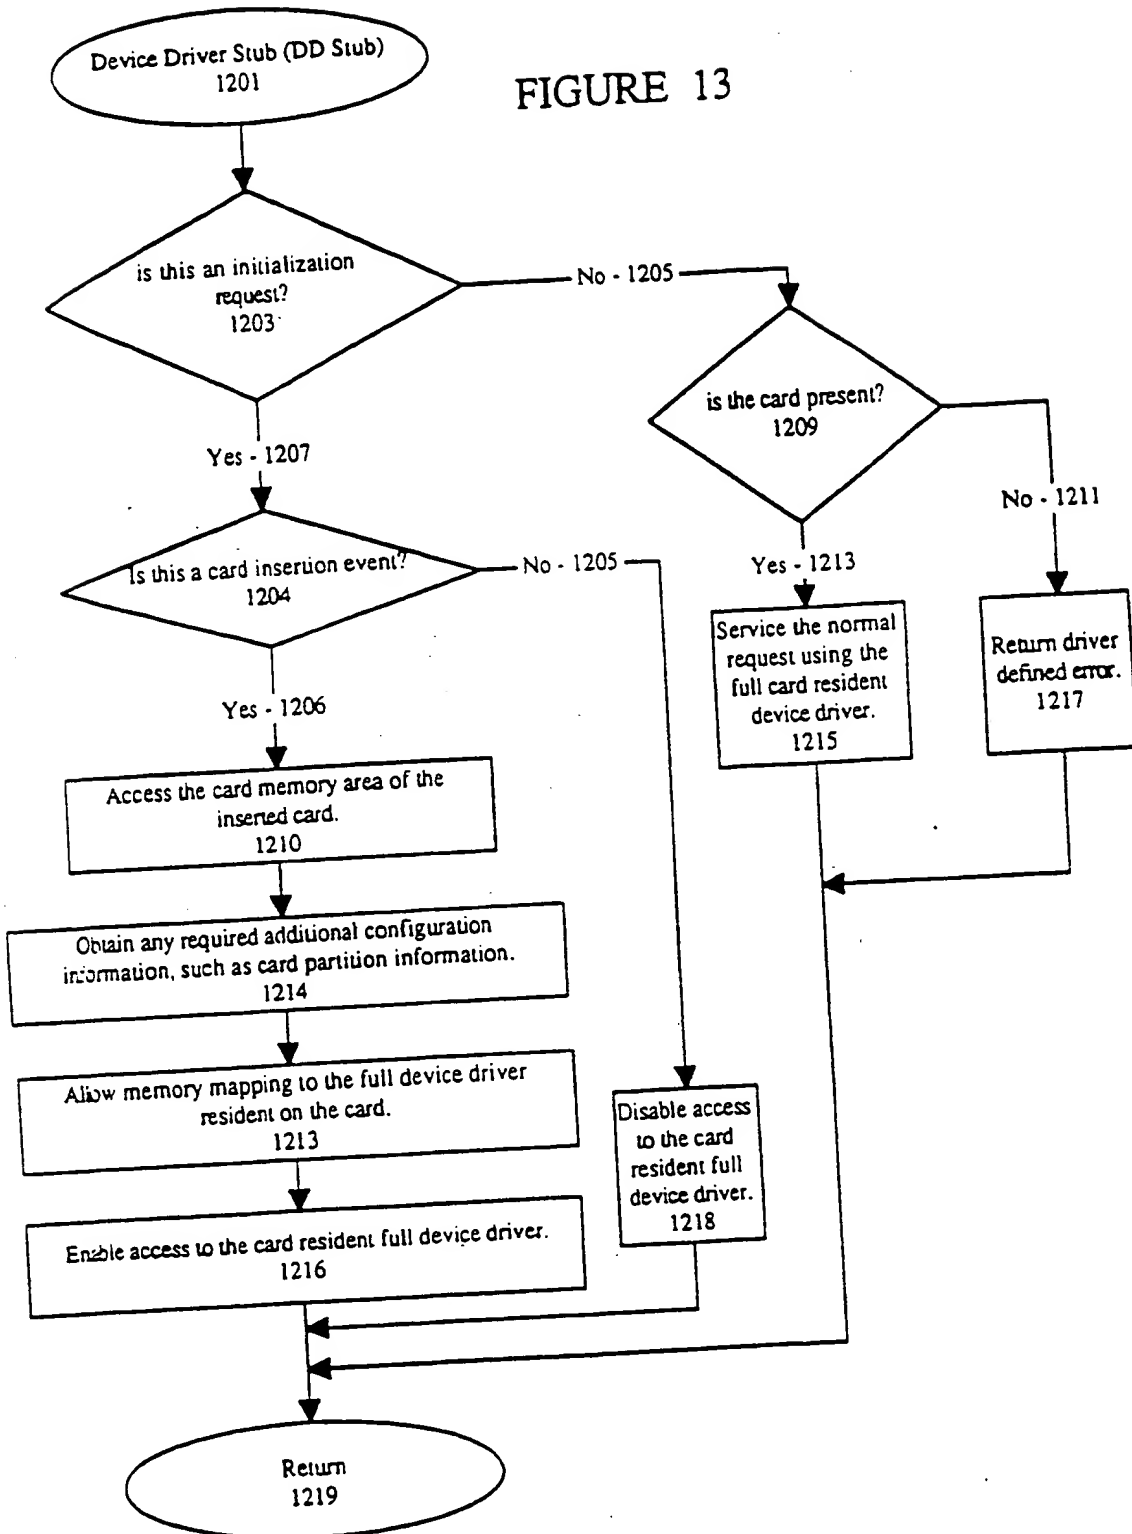 Device Driver Stub (DD Stub)
1201
FIGURE 13
is this an initialization
request?
1203
No - 1205
is the card present?
1209
Yes - 1207
No - 1211
Is this a card insertion event?
1204
No - 1205
Yes - 1213
Service the normal
request using the
full card resident
device driver.
1215
Return driver
defined error.
1217
Yes - 1206
Access the card memory area of the
inserted card.
1210
Obtain any required additional configuration
information, such as card partition information.
1214
Allow memory mapping to the full device driver
resident on the card.
1213
Disable access
to the card
resident full
device driver.
1218
Enable access to the card resident full device driver.
1216
Return
1219